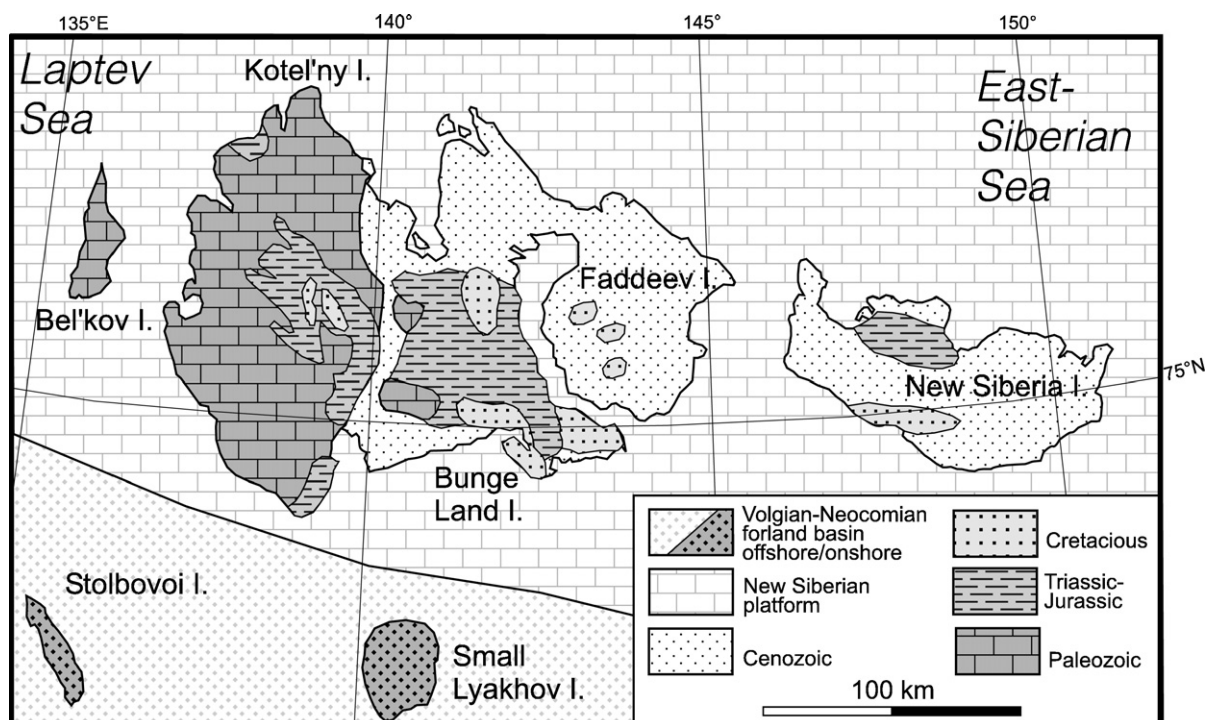 135°E
140°
145°
150°
Laptev
Sea
Kotel'ny I.
East-
Siberian
Sea
Bel'kov I.
Faddeev I.
New Siberia I.
75°N
Bunge
Land I.
Stolbovoi I.
Small
Lyakhov I.
Volgian-Neocomian
forland basin
offshore/onshore
New Siberian
platform
Cenozoic
Cretacious
Triassic-
Jurassic
Paleozoic
100 km